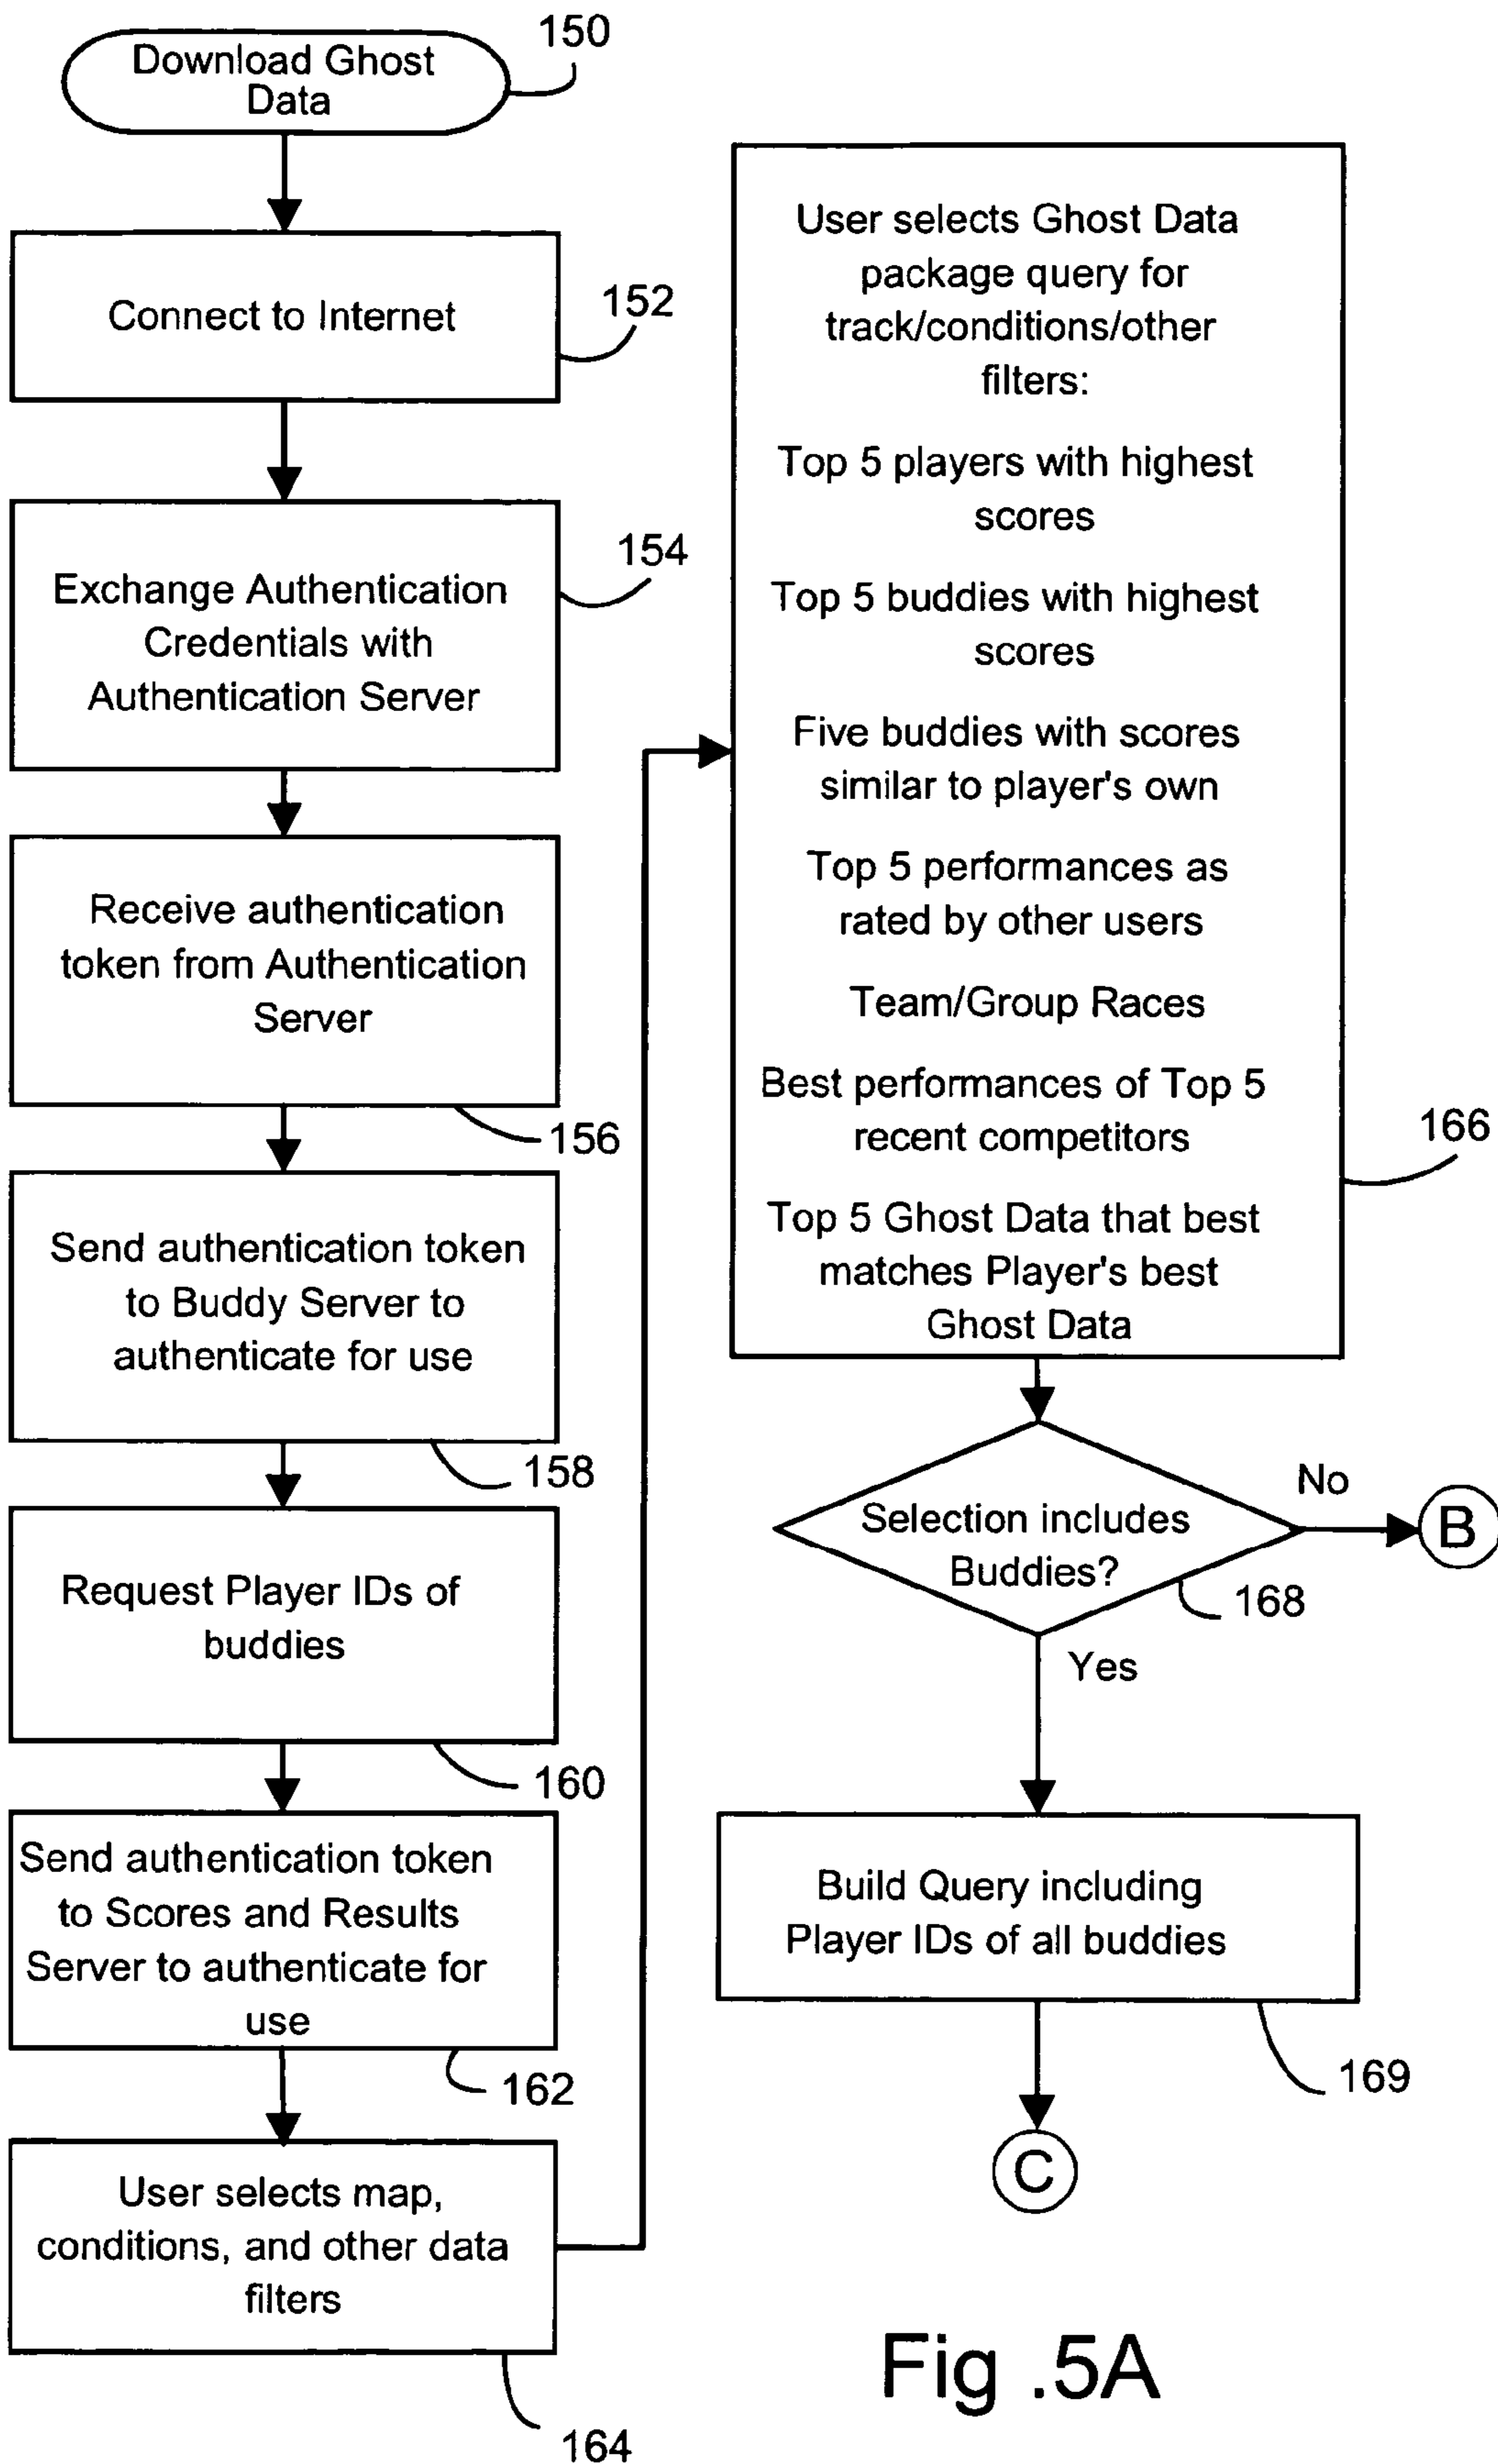 Download Ghost
Data
150
Connect to Internet
152
Exchange Authentication
Credentials with
Authentication Server
154
Receive authentication
token from Authentication
Server
156
Send authentication token
to Buddy Server to
authenticate for use
158
Request Player IDs of
buddies
160
Send authentication token
to Scores and Results
Server to authenticate for
use
162
User selects map,
conditions, and other data
filters
164
User selects Ghost Data
package query for
track/conditions/other
filters:
Top 5 players with highest
scores
Top 5 buddies with highest
scores
Five buddies with scores
similar to player's own
Top 5 performances as
rated by other users
Team/Group Races
Best performances of Top 5
recent competitors
Top 5 Ghost Data that best
matches Player's best
Ghost Data
166
Selection includes
Buddies?
168
No
B
Yes
Build Query including
Player IDs of all buddies
169
C
Fig .5A